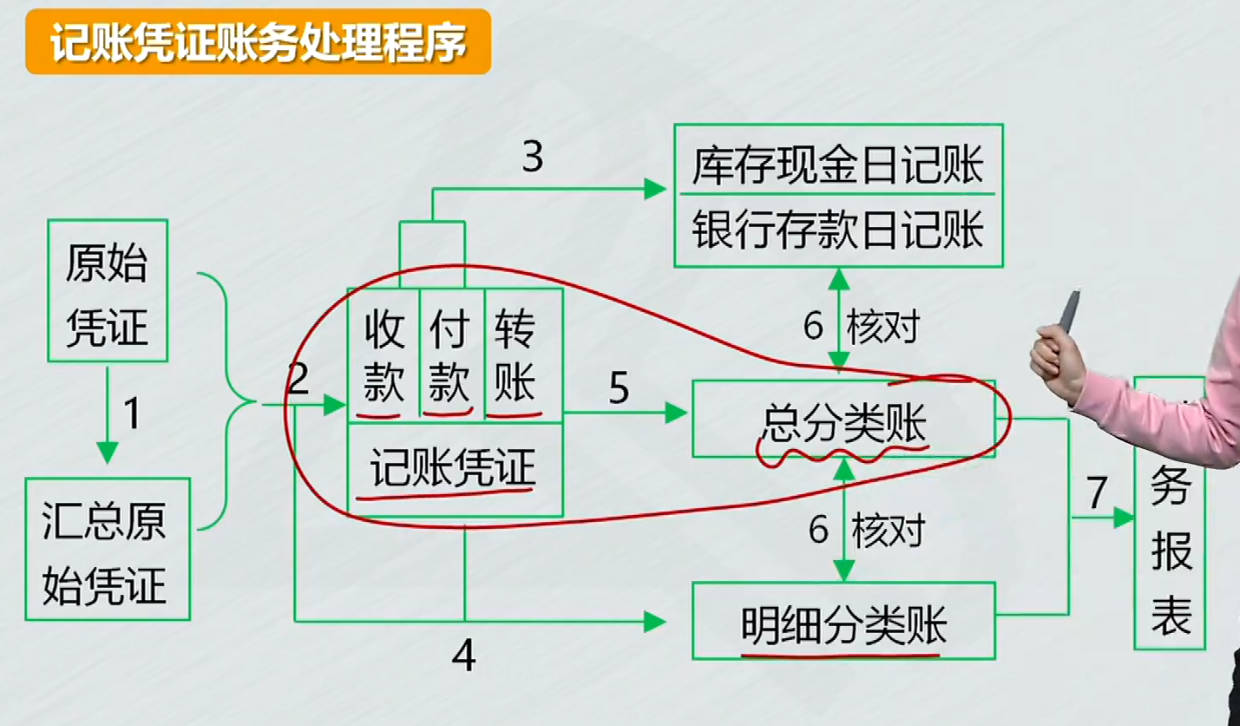 记账凭证账务处理程序
3
库存现金日记账
银行存款日记账
原始
凭证
1
汇总原
始凭证
2
收款
付款
转账
记账凭证
5
6 核对
总分类账
6 核对
4
明细分类账
7
务
报
表